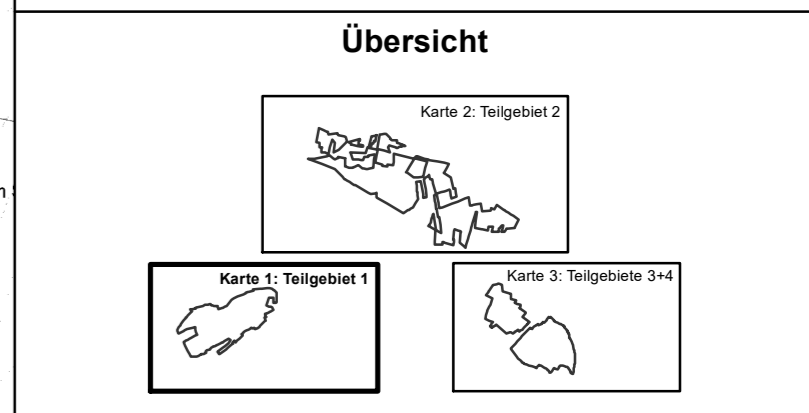 Übersicht
Karte 2: Teilgebiet 2
Karte 1: Teilgebiet 1
Karte 3: Teilgebiete 3+4